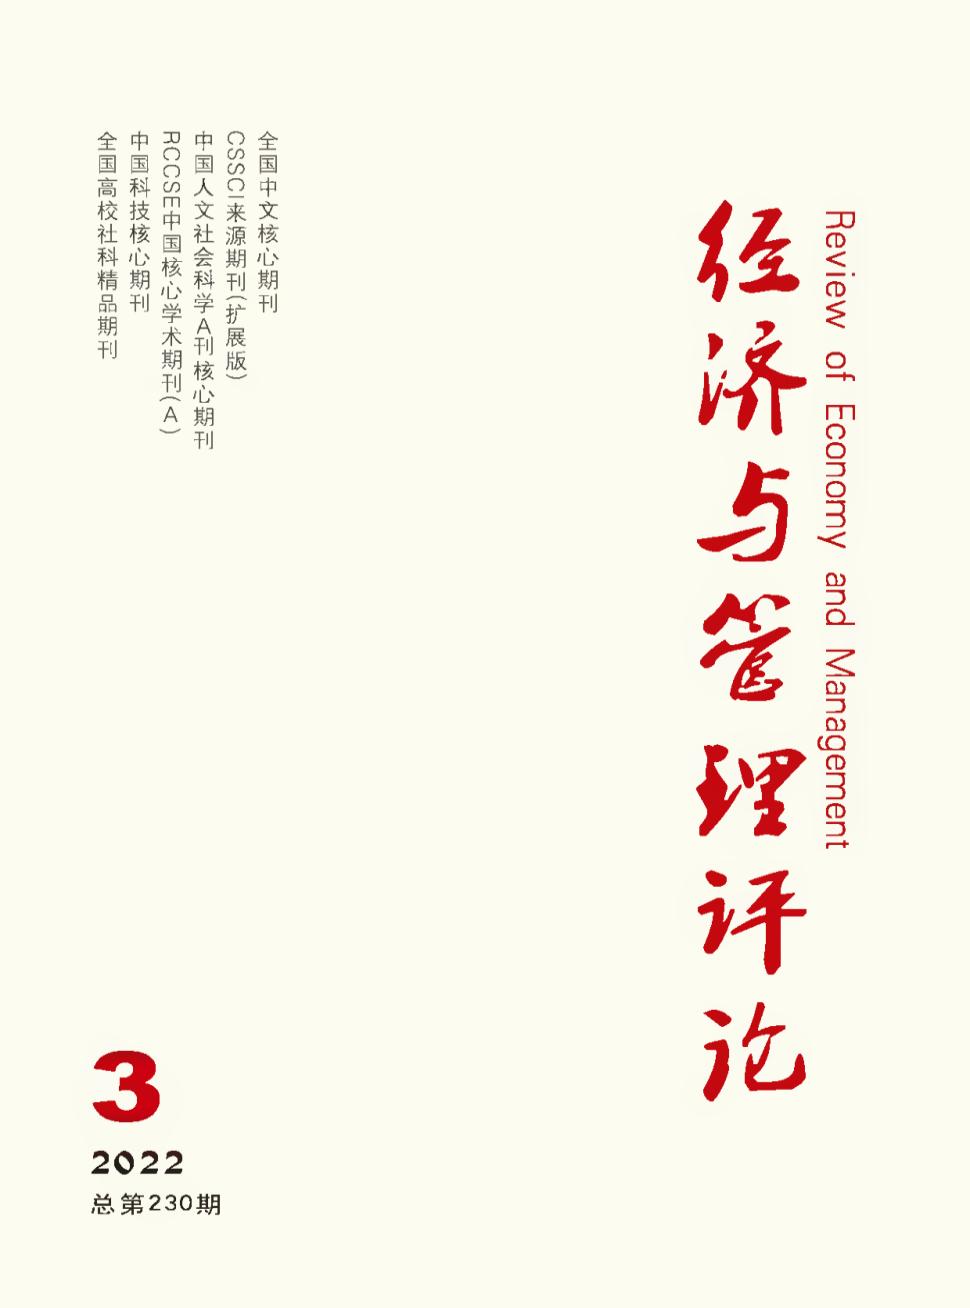 经济与管理评论
Review of Economy and Management
全国中文核心期刊
CSSCI来源期刊(扩展版)
中国人文社会科学A刊核心期刊
RCCSE中国核心学术期刊(A)
中国科技核心期刊
全国高校社科精品期刊
3
2022
总第230期